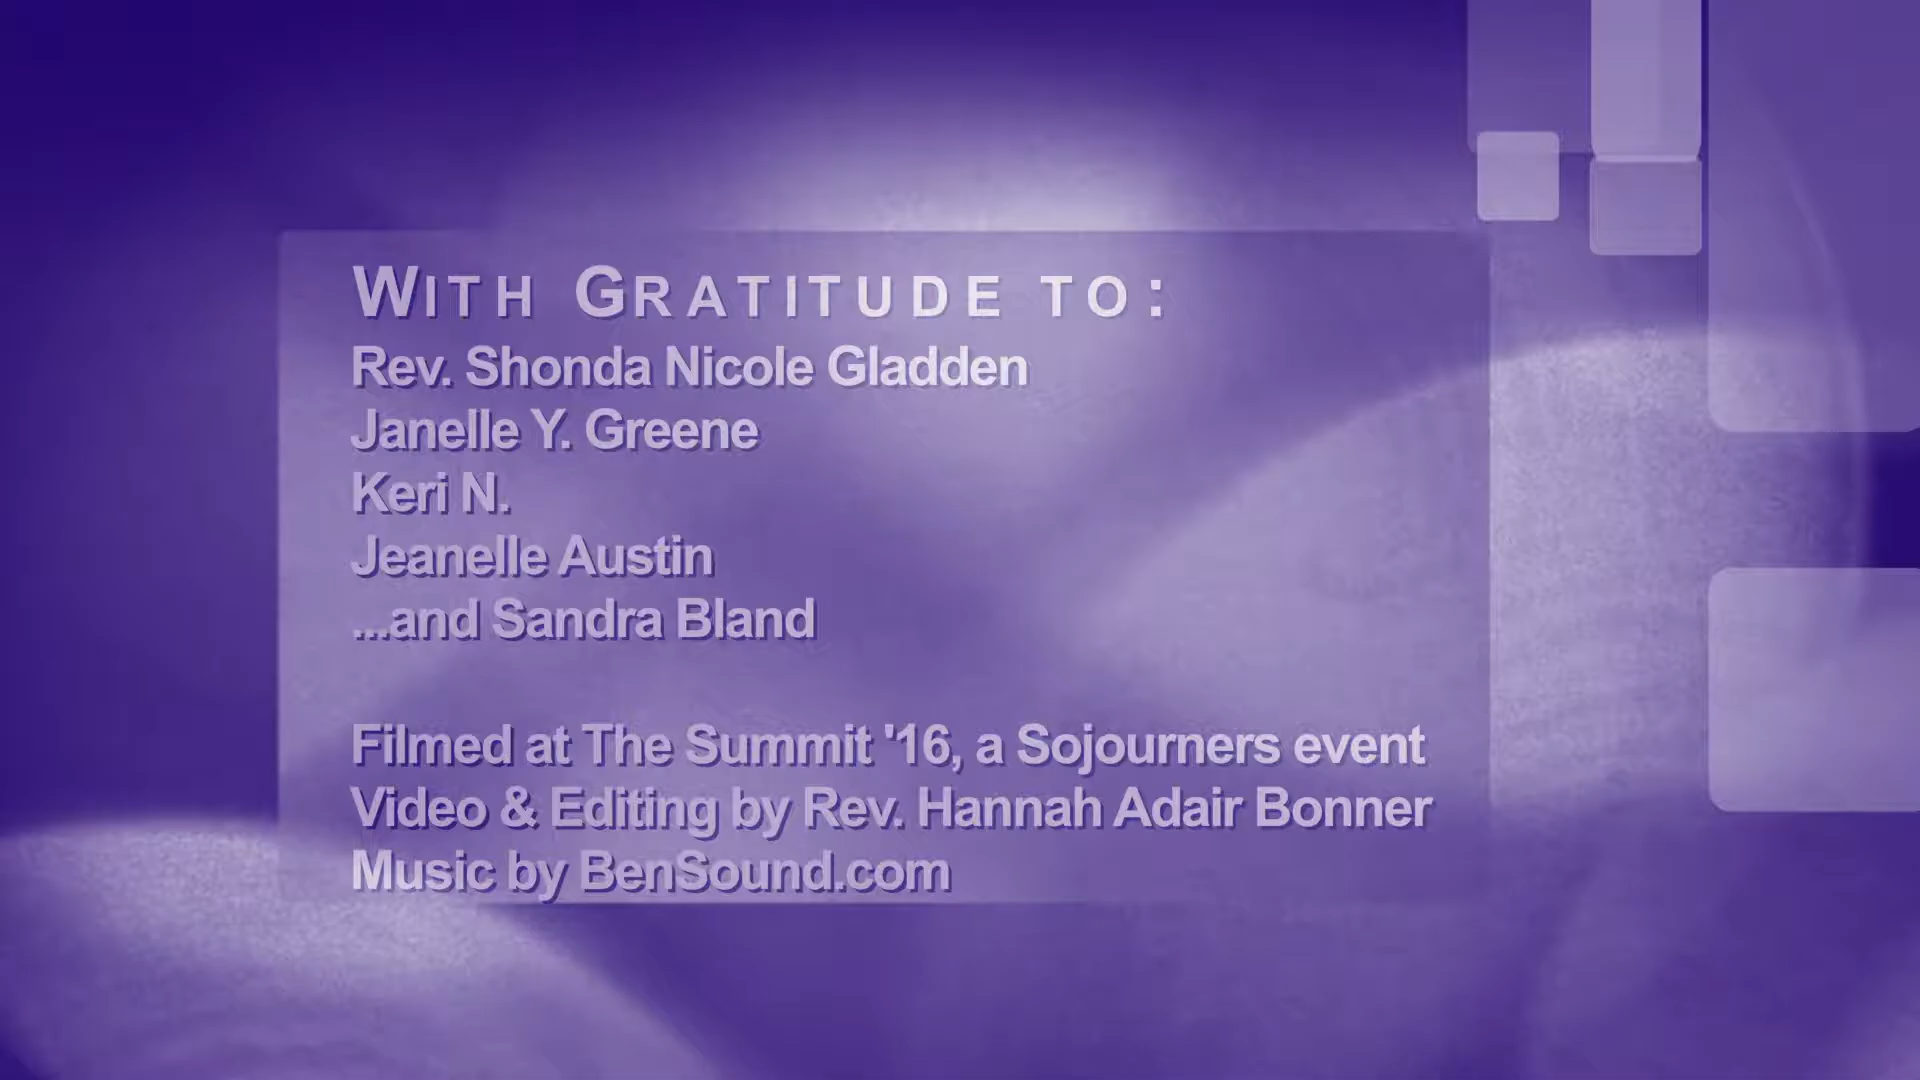 With Gratitude to:
Rev. Shonda Nicole Gladden
Janelle Y. Greene
Keri N.
Jeanelle Austin
...and Sandra Bland
Filmed at The Summit '16, a Sojourners event
Video & Editing by Rev. Hannah Adair Bonner
Music by BenSound.com